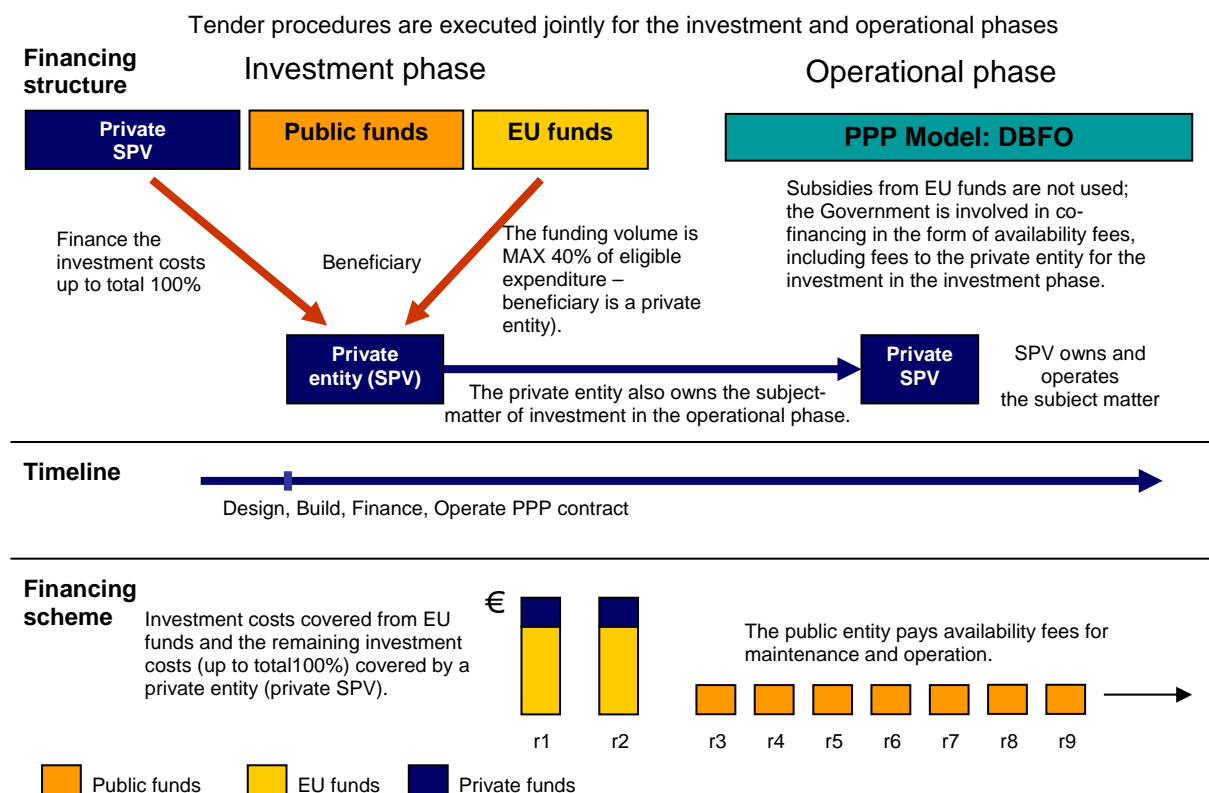 Tender procedures are executed jointly for the investment and operational phases
Financing
structure
Investment phase
Operational phase
Private
SPV
Public funds
EU funds
PPP Model: DBFO
Finance the
investment costs
up to total 100%
Beneficiary
The funding volume is
MAX 40% of eligible
expenditure –
beneficiary is a private
entity).
Subsidies from EU funds are not used;
the Government is involved in co-
financing in the form of availability fees,
including fees to the private entity for the
investment in the investment phase.
Private
entity (SPV)
The private entity also owns the subject-
matter of investment in the operational phase.
Private
SPV
SPV owns and
operates
the subject matter
Timeline
Design, Build, Finance, Operate PPP contract
Financing
scheme
Investment costs covered from EU
funds and the remaining investment
costs (up to total100%) covered by a
private entity (private SPV).
€
The public entity pays availability fees for
maintenance and operation.
r1 r2 r3 r4 r5 r6 r7 r8 r9
Public funds EU funds Private funds